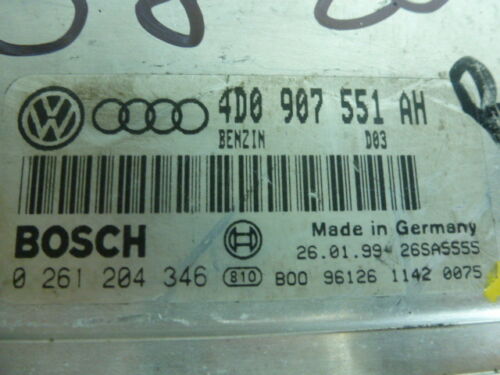 4D0 907 551 AH
BENZIN D03
BOSCH Made in Germany
26.01.99 26SA5555
0 261 204 346 810 B00 96126 1142 0075